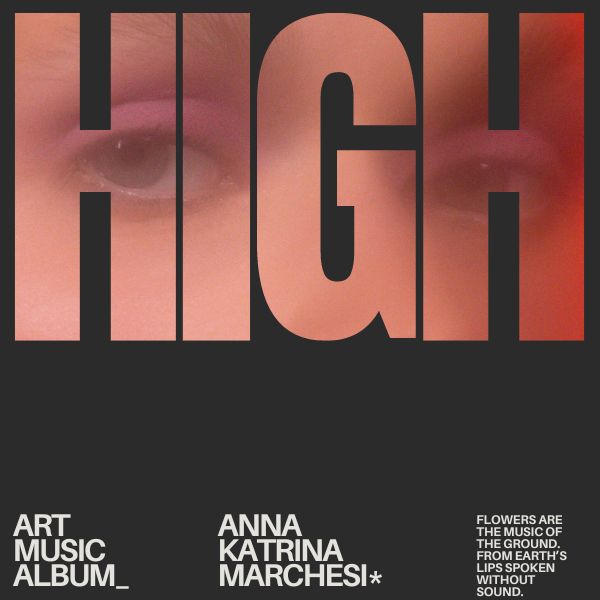 HIGH
ART
MUSIC
ALBUM_
ANNA
KATRINA
MARCHESI*
FLOWERS ARE
THE MUSIC OF
THE GROUND.
FROM EARTH'S
LIPS SPOKEN
WITHOUT
SOUND.